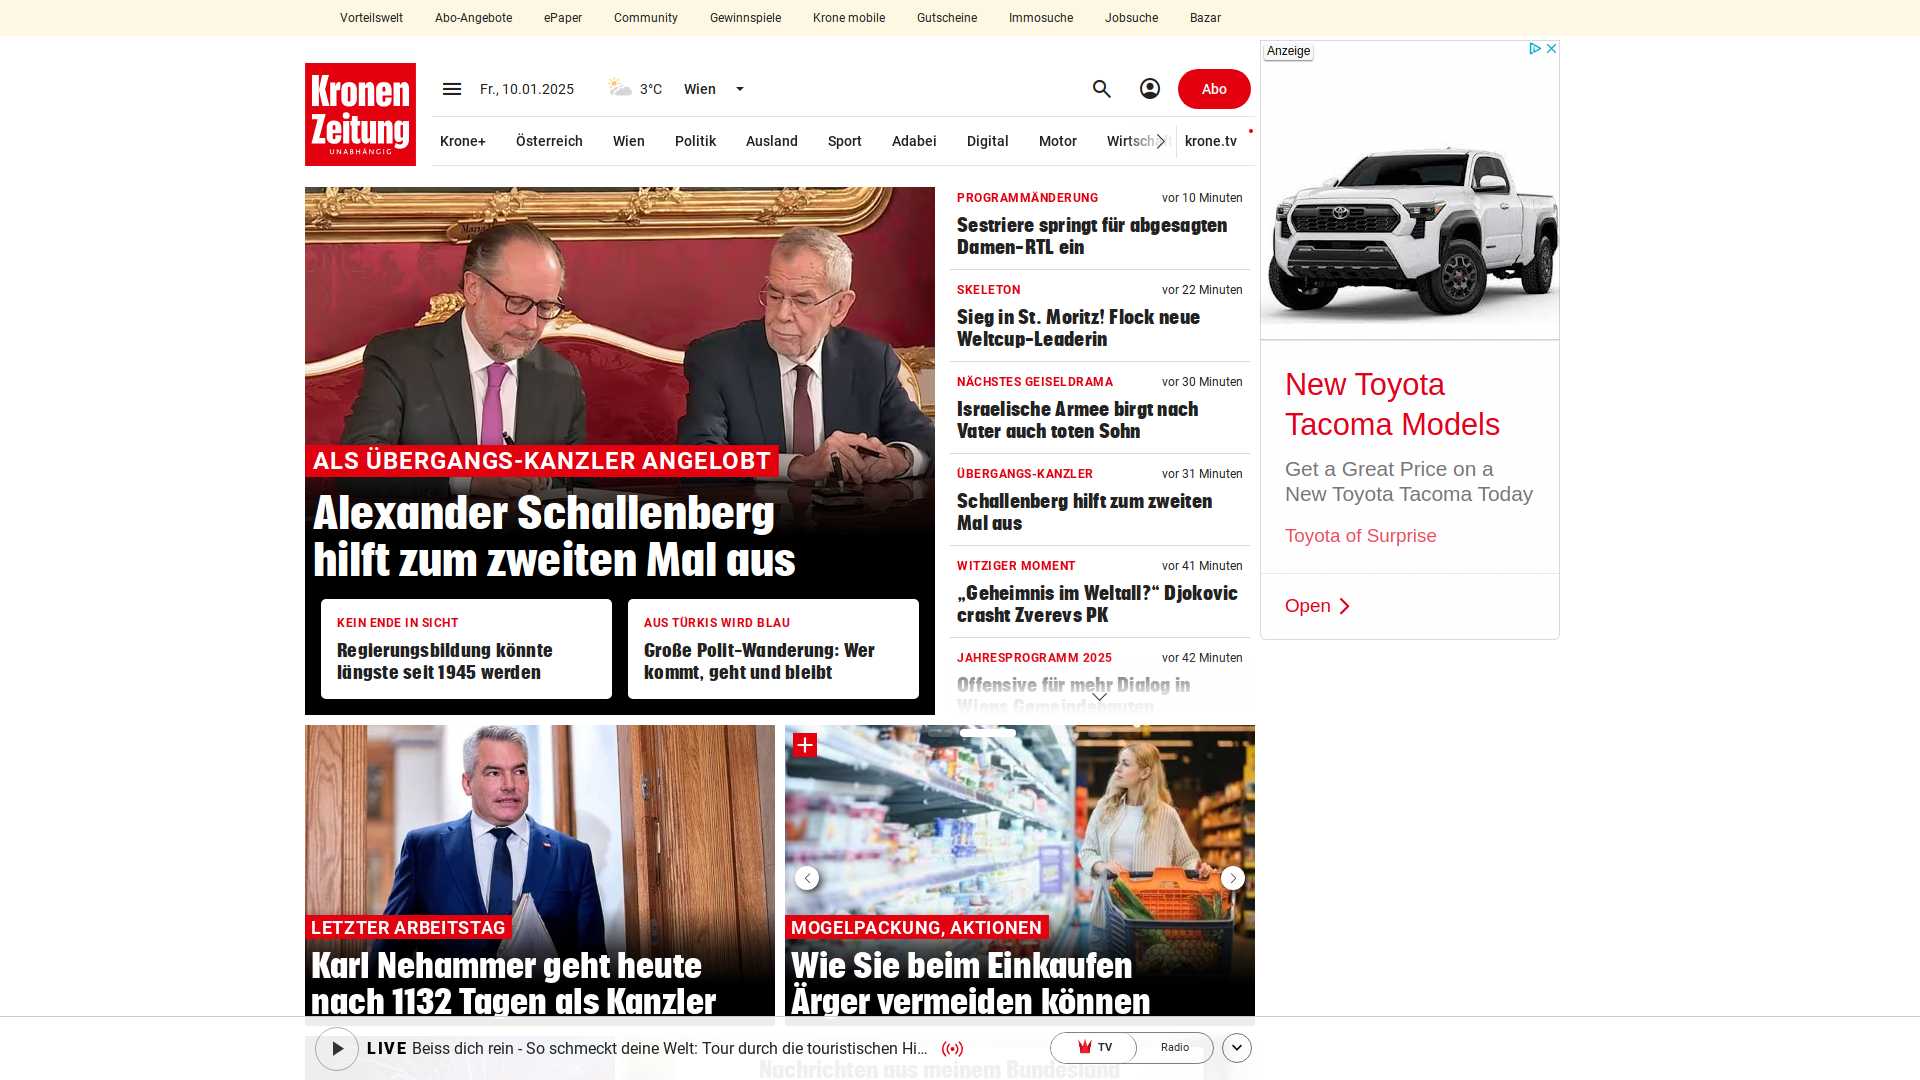 Vorteilswelt Abo-Angebote ePaper Community Gewinnspiele Krone mobile Gutscheine Immosuche Jobsuche Bazar
Kronen
Zeitung
UNABHÄNGIG
Fr., 10.01.2025 3°C Wien Abo
Krone+ Österreich Wien Politik Ausland Sport Adabei Digital Motor Wirtschaft krone.tv
ALS ÜBERGANGS-KANZLER ANGELOBT
Alexander Schallenberg
hilft zum zweiten Mal aus
KEIN ENDE IN SICHT
Regierungsbildung könnte
längste seit 1945 werden
AUS TÜRKIS WIRD BLAU
Große Polit-Wanderung: Wer
kommt, geht und bleibt
PROGRAMMÄNDERUNG vor 10 Minuten
Sestriere springt für abgesagten
Damen-RTL ein
SKELETON vor 22 Minuten
Sieg in St. Moritz! Flock neue
Weltcup-Leaderin
NÄCHSTES GEISELDRAMA vor 30 Minuten
Israelische Armee birgt nach
Vater auch toten Sohn
ÜBERGANGS-KANZLER vor 31 Minuten
Schallenberg hilft zum zweiten
Mal aus
WITZIGER MOMENT vor 41 Minuten
„Geheimnis im Weltall?“ Djokovic
crasht Zverevs PK
JAHRESPROGRAMM 2025 vor 42 Minuten
Offensive für mehr Dialog in
Wiens Gemeindebauten
Anzeige
New Toyota
Tacoma Models
Get a Great Price on a
New Toyota Tacoma Today
Toyota of Surprise
Open
LETZTER ARBEITSTAG
Karl Nehammer geht heute
nach 1132 Tagen als Kanzler
MOGELPACKUNG, AKTIONEN
Wie Sie beim Einkaufen
Ärger vermeiden können
LIVE Beiss dich rein - So schmeckt deine Welt: Tour durch die touristischen Hi... TV Radio
Nachrichten aus meinem Bundesland